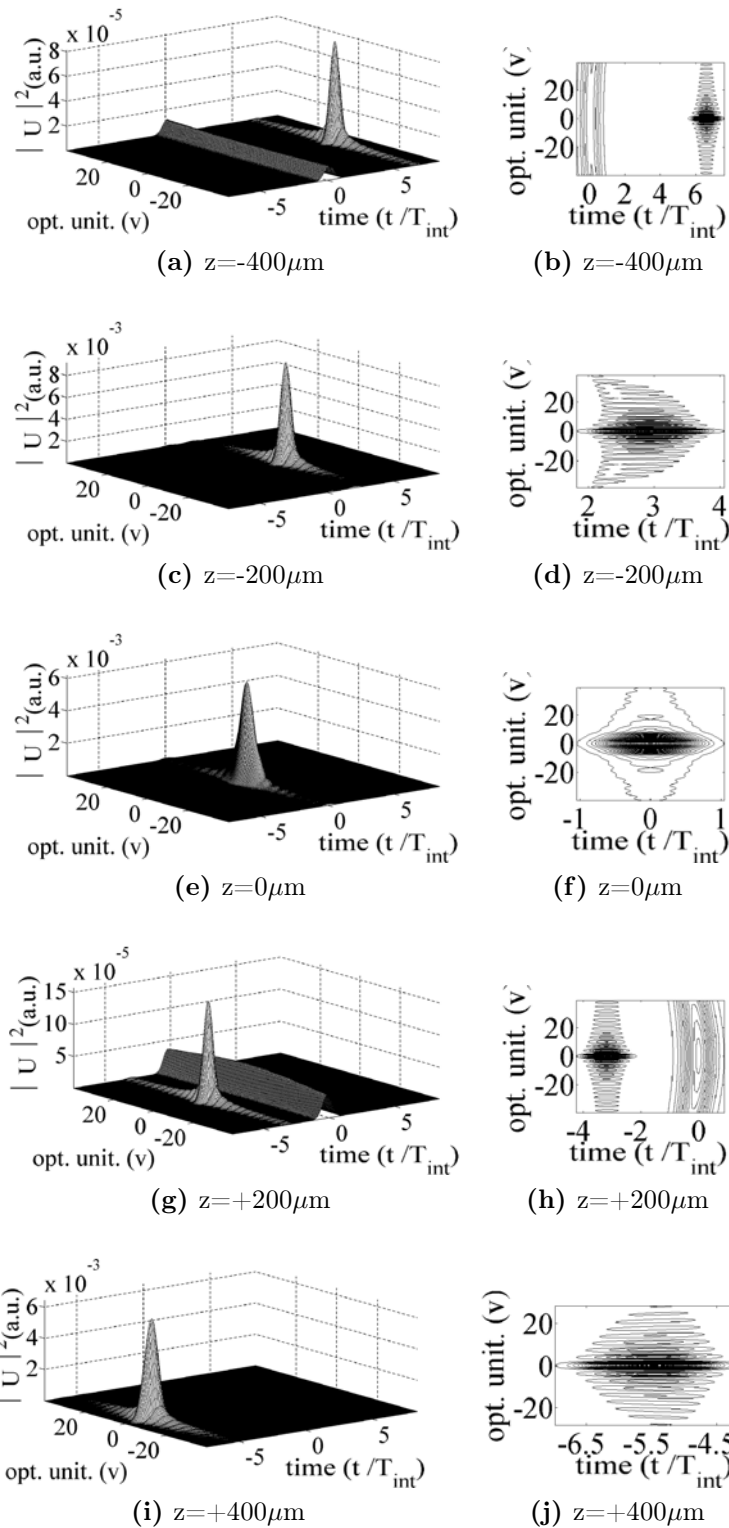 x 10^-5
| U |^2(a.u.)
8
6
4
2
20
0
-20
opt. unit. (v)
-5
0
5
time (t /T_int)
(a) z=-400μm
opt. unit. (v)
20
0
-20
0 2 4 6
time (t/T_int)
(b) z=-400μm
x 10^-3
| U |^2(a.u.)
8
6
4
2
20
0
-20
opt. unit. (v)
-5
0
5
time (t /T_int)
(c) z=-200μm
opt. unit. (v)
20
0
-20
2 3 4
time (t /T_int)
(d) z=-200μm
x 10^-3
| U |^2(a.u.)
6
4
2
20
0
-20
opt. unit. (v)
-5
0
5
time (t /T_int)
(e) z=0μm
opt. unit. (v)
20
0
-20
-1 0 1
time (t /T_int)
(f) z=0μm
x 10^-5
| U |^2(a.u.)
15
10
5
20
0
-20
opt. unit. (v)
-5
0
5
time (t /T_int)
(g) z=+200μm
opt. unit. (v)
20
0
-20
-4 -2 0
time (t /T_int)
(h) z=+200μm
x 10^-3
| U |^2(a.u.)
6
4
2
20
0
-20
opt. unit. (v)
-5
0
5
time (t /T_int)
(i) z=+400μm
opt. unit. (v)
20
0
-20
-6.5 -5.5 -4.5
time (t /T_int)
(j) z=+400μm